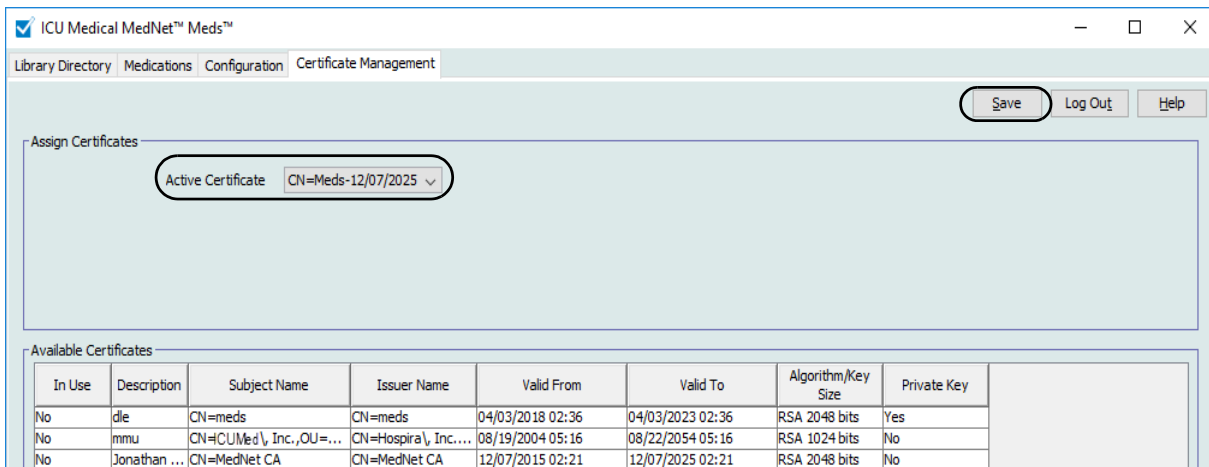 ICU Medical MedNet™ Meds™
Library Directory Medications Configuration Certificate Management
Save Log Out Help
Assign Certificates
Active Certificate CN=Meds-12/07/2025
Available Certificates
In Use Description Subject Name Issuer Name Valid From Valid To Algorithm/Key Size Private Key
No dle CN=meds CN=meds 04/03/2018 02:36 04/03/2023 02:36 RSA 2048 bits Yes
No mmu CN=ICUMed\, Inc.,OU=... CN=Hospira\, Inc.... 08/19/2004 05:16 08/22/2054 05:16 RSA 1024 bits No
No Jonathan ... CN=MedNet CA CN=MedNet CA 12/07/2015 02:21 12/07/2025 02:21 RSA 2048 bits No